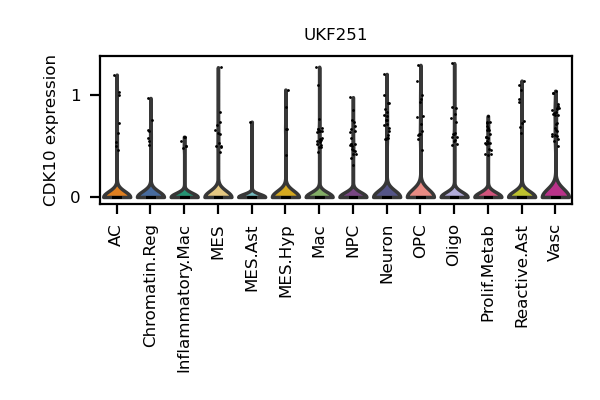 UKF251
CDK10 expression
1
0
AC
Chromatin.Reg
Inflammatory.Mac
MES
MES.Ast
MES.Hyp
Mac
NPC
Neuron
OPC
Oligo
Prolif.Metab
Reactive.Ast
Vasc